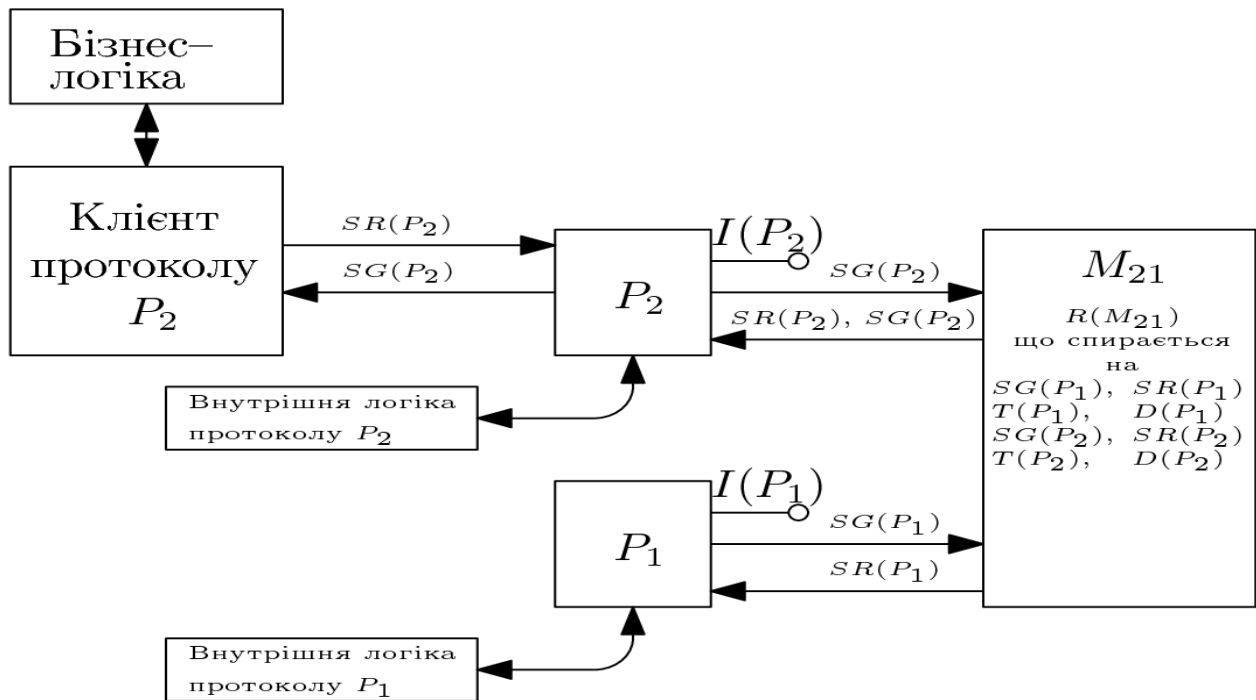 Бізнес–
логіка
Клієнт
протоколу
P₂
SR(P₂)
SG(P₂)
P₂
I(P₂)
SG(P₂)
SR(P₂), SG(P₂)
M₂₁
R(M₂₁)
що спирається
на
SG(P₁), SR(P₁)
T(P₁), D(P₁)
SG(P₂), SR(P₂)
T(P₂), D(P₂)
Внутрішня логіка
протоколу P₂
P₁
I(P₁)
SG(P₁)
SR(P₁)
Внутрішня логіка
протоколу P₁